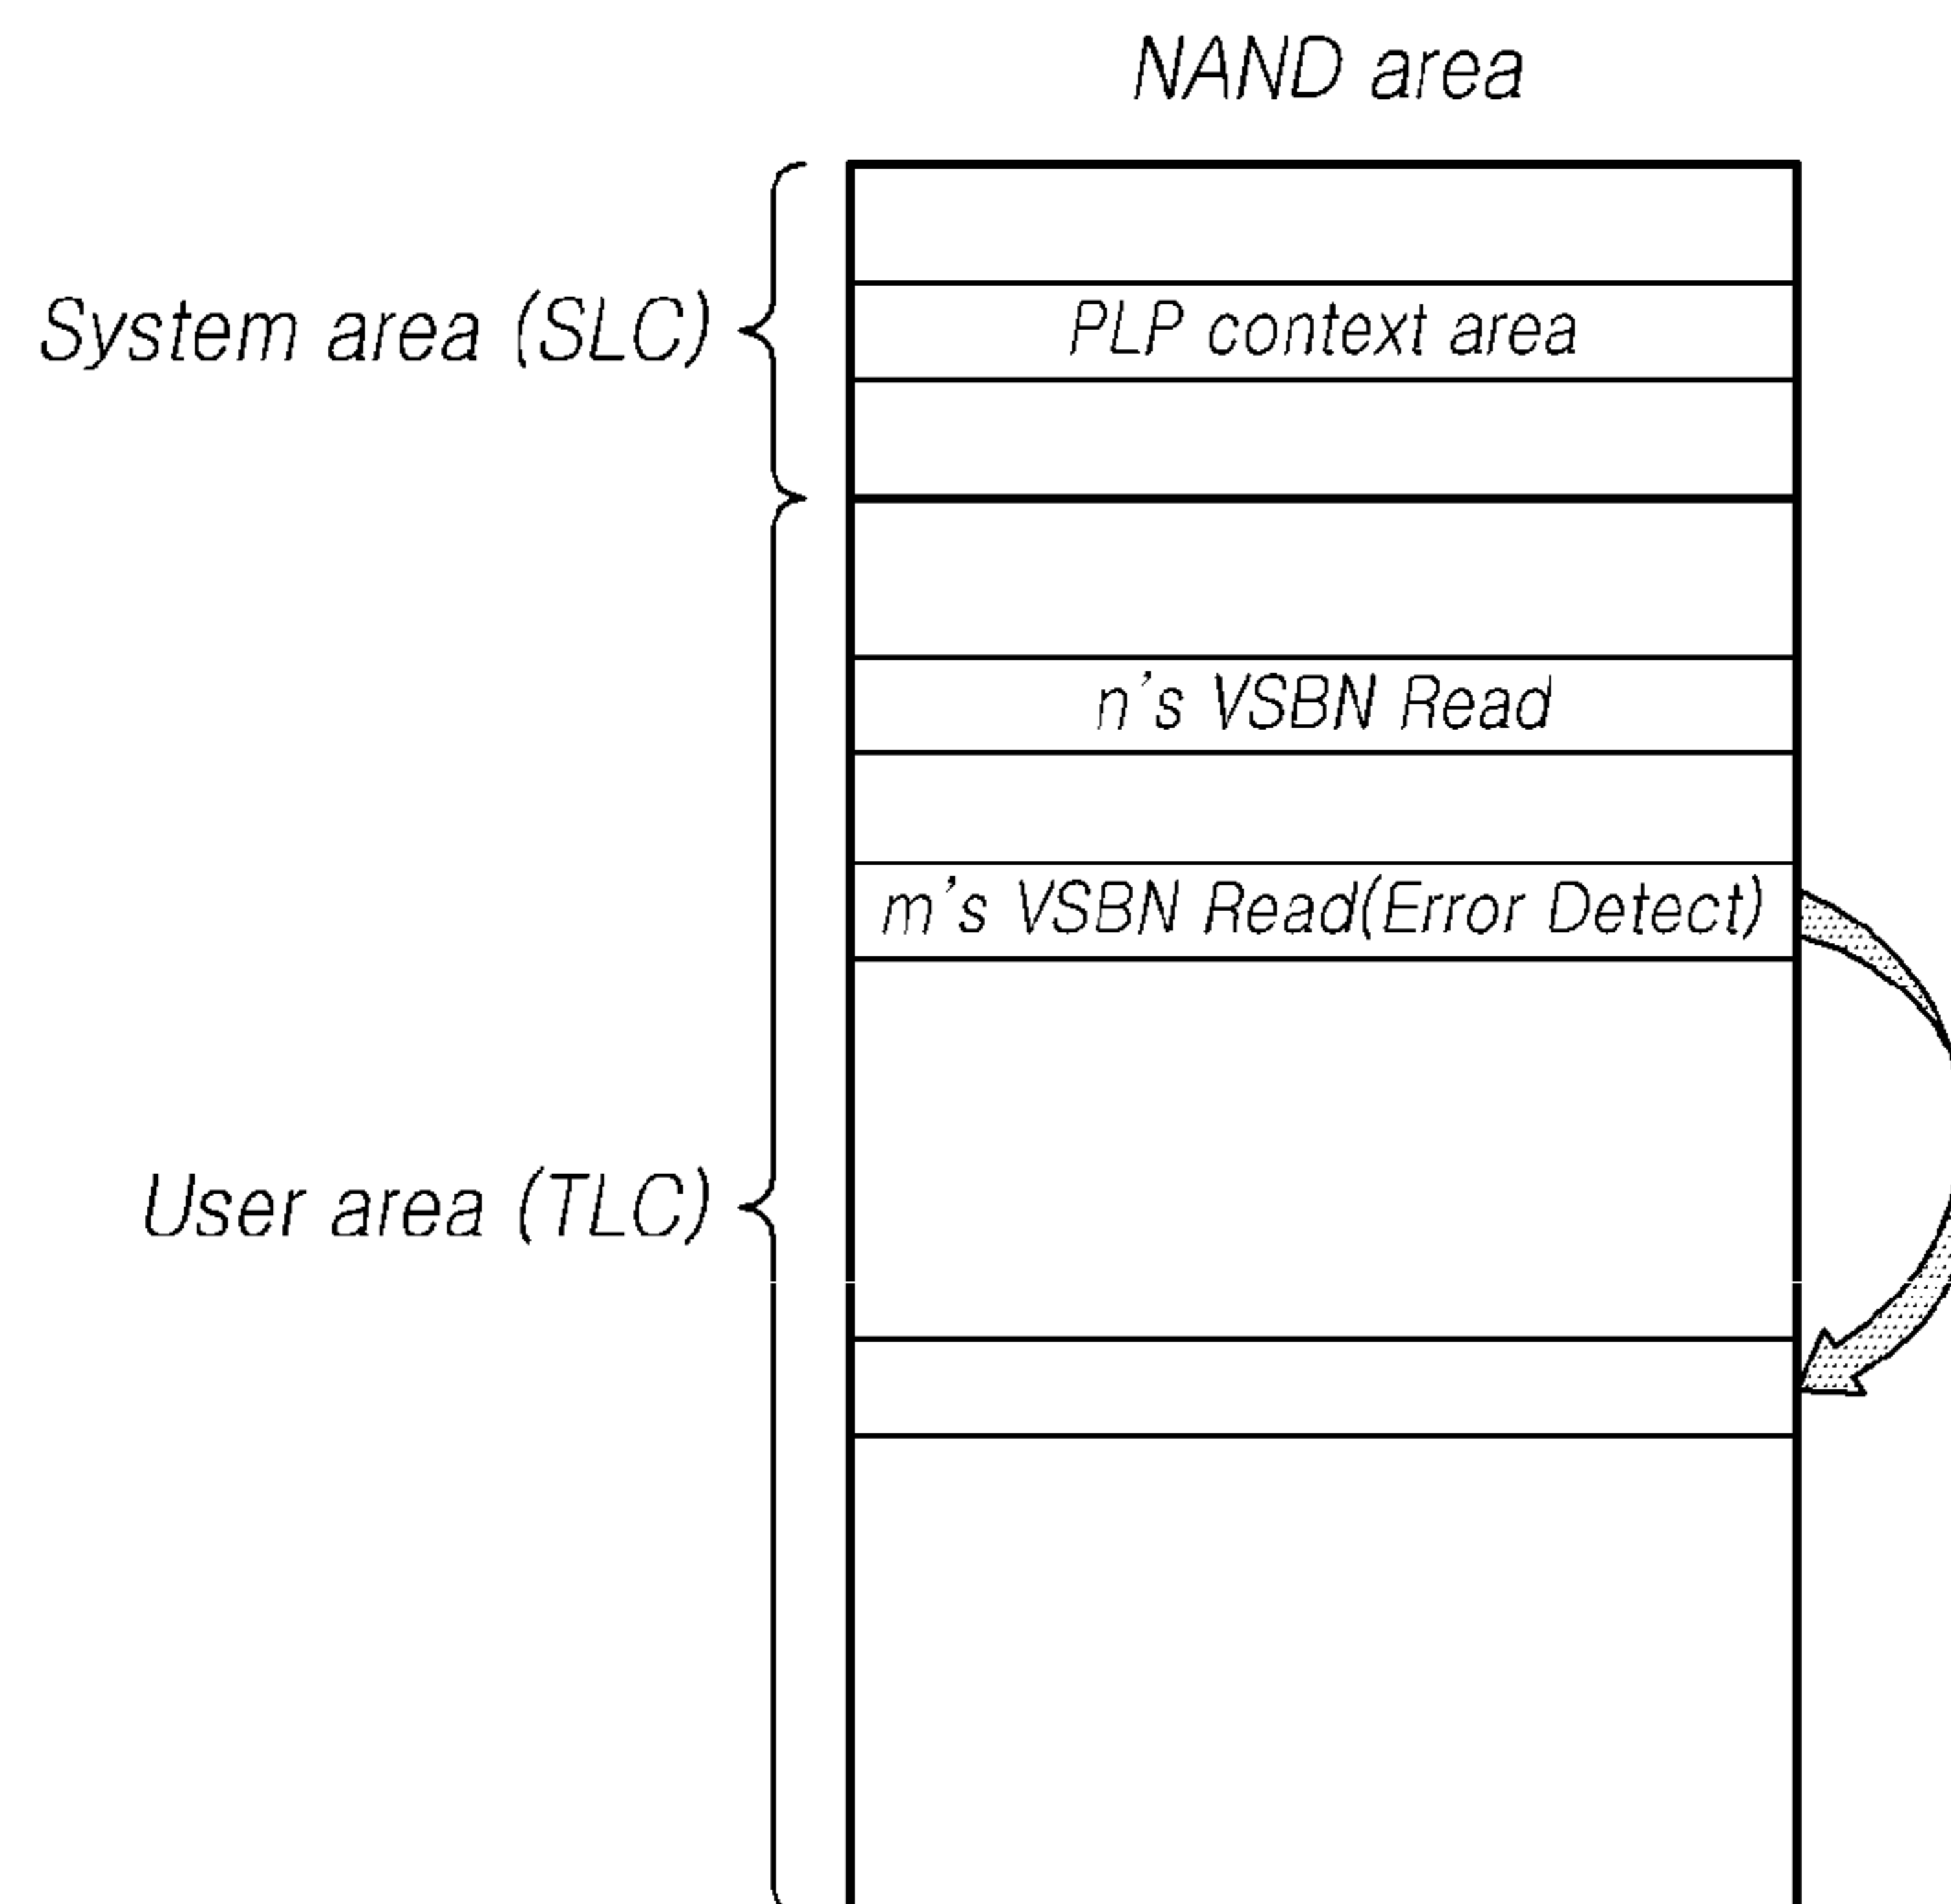 NAND area
System area (SLC)
PLP context area
n's VSBN Read
m's VSBN Read(Error Detect)
User area (TLC)